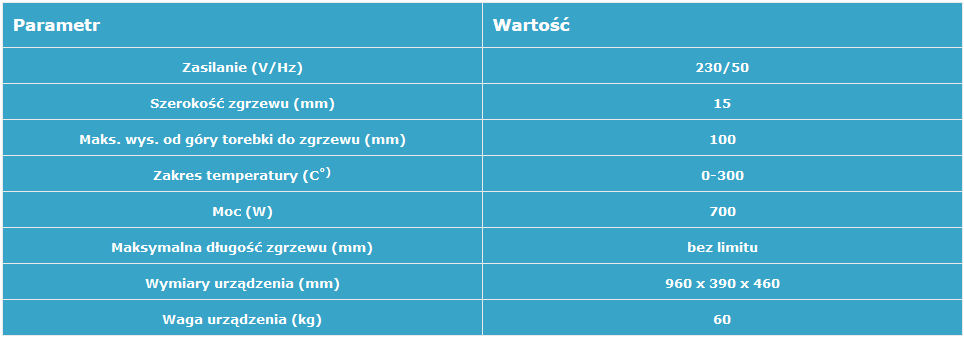 Parametr Wartość
Zasilanie (V/Hz) 230/50
Szerokość zgrzewu (mm) 15
Maks. wys. od góry torebki do zgrzewu (mm) 100
Zakres temperatury (C°) 0-300
Moc (W) 700
Maksymalna długość zgrzewu (mm) bez limitu
Wymiary urządzenia (mm) 960 x 390 x 460
Waga urządzenia (kg) 60